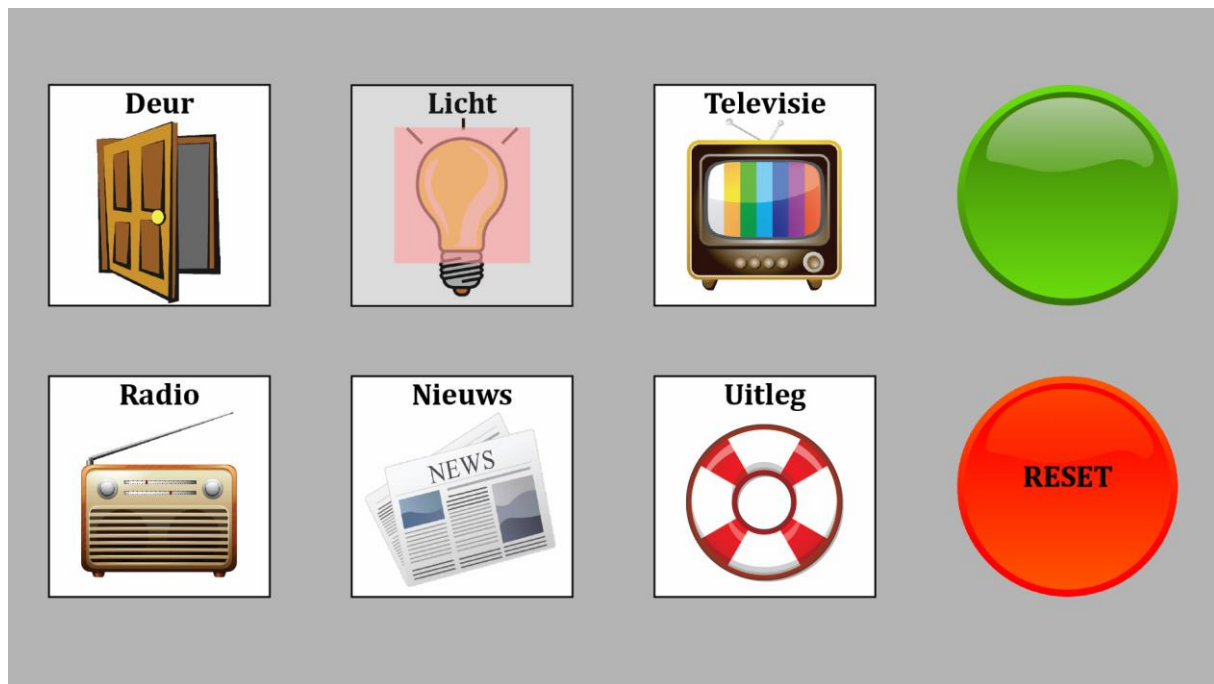 Deur
Licht
Televisie
Radio
Nieuws
Uitleg
NEWS
RESET